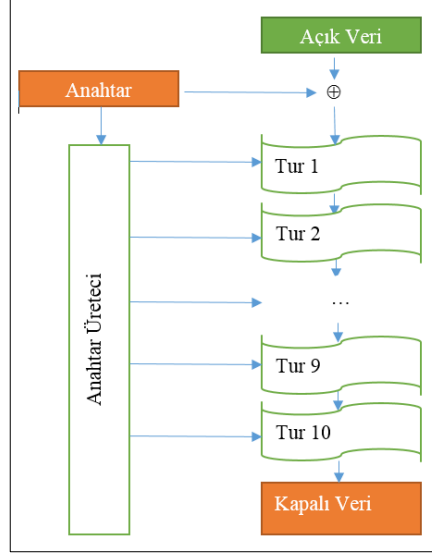 Açık Veri
Anahtar
⊕
Tur 1
Tur 2
...
Tur 9
Tur 10
Anahtar Üreteci
Kapalı Veri